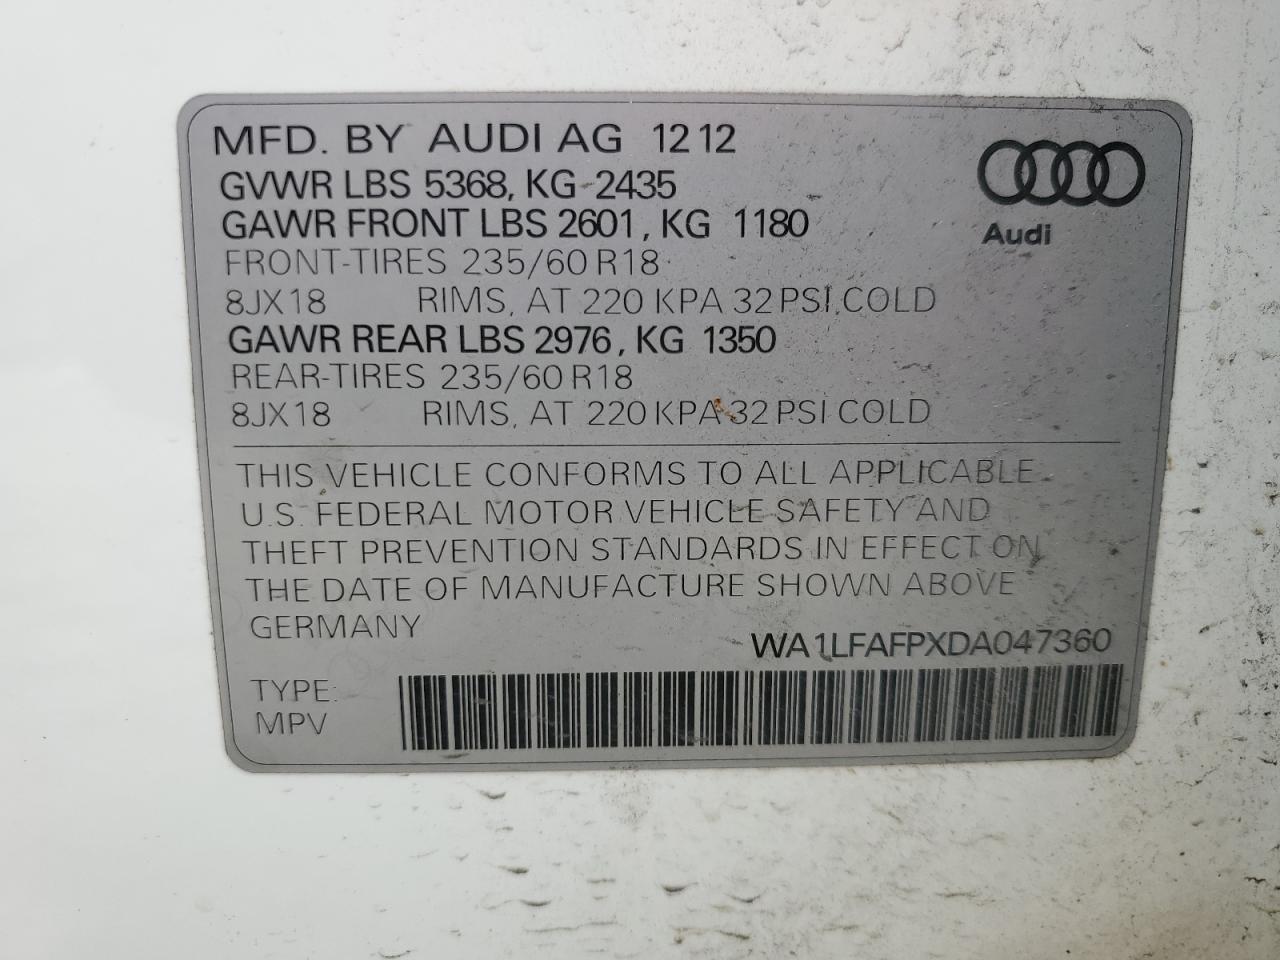 MFD. BY AUDI AG 12 12
GVWR LBS 5368, KG 2435
GAWR FRONT LBS 2601, KG 1180
FRONT-TIRES 235/60 R18
8JX18 RIMS, AT 220 KPA 32 PSI COLD
GAWR REAR LBS 2976, KG 1350
REAR-TIRES 235/60 R18
8JX18 RIMS, AT 220 KPA 32 PSI COLD
Audi
THIS VEHICLE CONFORMS TO ALL APPLICABLE
U.S. FEDERAL MOTOR VEHICLE SAFETY AND
THEFT PREVENTION STANDARDS IN EFFECT ON
THE DATE OF MANUFACTURE SHOWN ABOVE
GERMANY
WA1LFAFPXDA047360
TYPE:
MPV